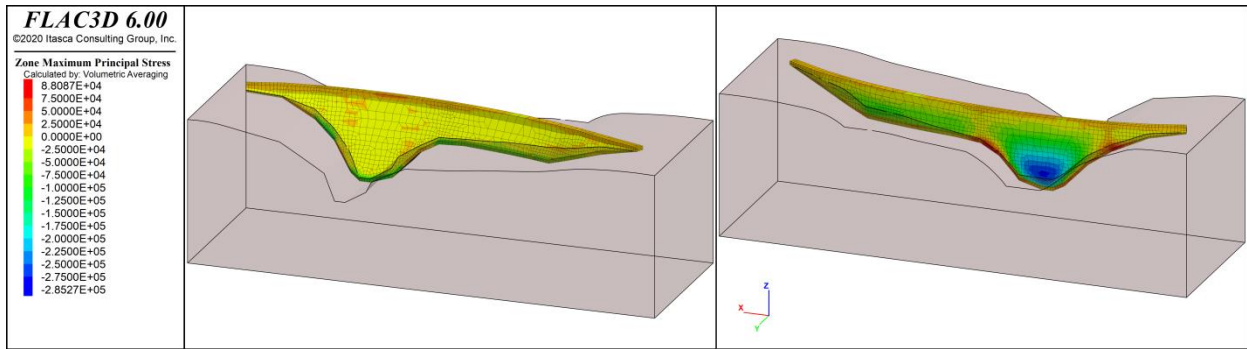 FLAC3D 6.00
©2020 Itasca Consulting Group, Inc.
Zone Maximum Principal Stress
Calculated by: Volumetric Averaging
8.8087E+04
7.5000E+04
5.0000E+04
2.5000E+04
0.0000E+00
-2.5000E+04
-5.0000E+04
-7.5000E+04
-1.0000E+05
-1.2500E+05
-1.5000E+05
-1.7500E+05
-2.0000E+05
-2.2500E+05
-2.5000E+05
-2.7500E+05
-2.8527E+05
Z
X
Y